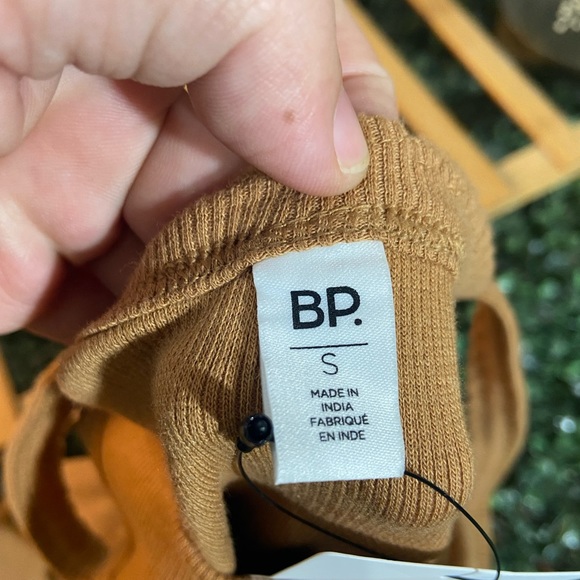 BP.
S
MADE IN
INDIA
FABRIQUÉ
EN INDE